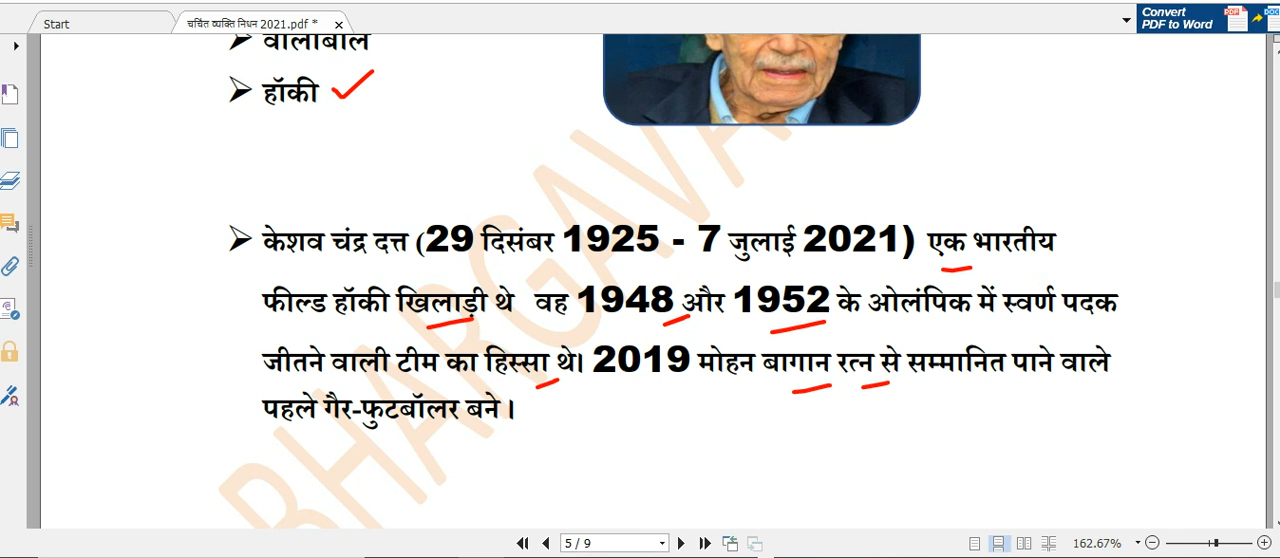 Start
चर्चित व्यक्ति निधन 2021.pdf *
Convert
PDF to Word
वॉलीबॉल
हॉकी
केशव चंद्र दत्त (29 दिसंबर 1925 - 7 जुलाई 2021) एक भारतीय
फील्ड हॉकी खिलाड़ी थे वह 1948 और 1952 के ओलंपिक में स्वर्ण पदक
जीतने वाली टीम का हिस्सा थे। 2019 मोहन बागान रत्न से सम्मानित पाने वाले
पहले गैर-फुटबॉलर बने।
BHARGAVA
5 / 9
162.67%